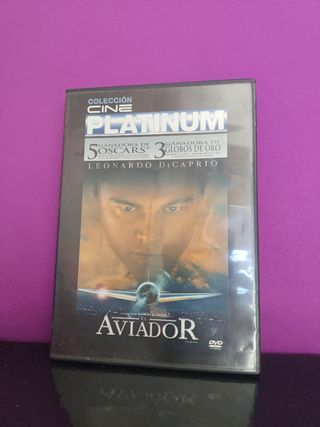 COLECCIÓN
CINE
PLATINUM
5 GANADORA DE OSCARS 3 GANADORA DE GLOBOS DE ORO
LEONARDO DiCAPRIO
EL
AVIADOR
DVD